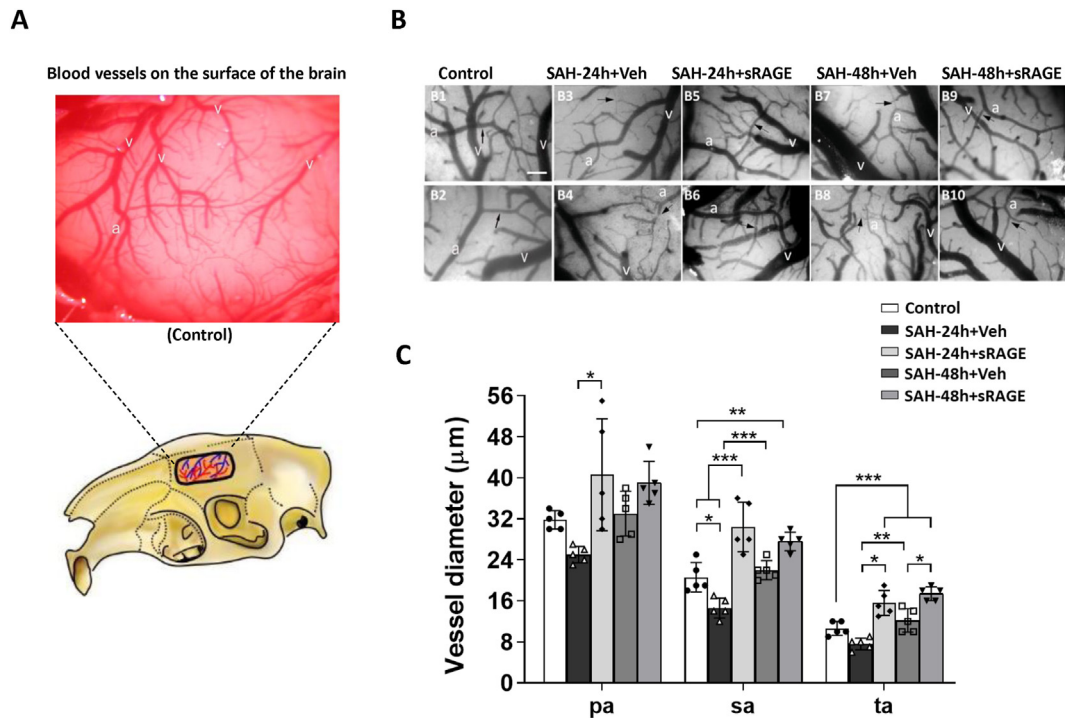 A
Blood vessels on the surface of the brain
v
v
v
v
a
(Control)
B
Control SAH-24h+Veh SAH-24h+sRAGE SAH-48h+Veh SAH-48h+sRAGE
B1 B3 B5 B7 B9
a v v a v a v a v v a
B2 B4 B6 B8 B10
a v a v a v a v v
Control
SAH-24h+Veh
SAH-24h+sRAGE
SAH-48h+Veh
SAH-48h+sRAGE
C
Vessel diameter (μm)
56
48
40
32
24
16
8
0
*
**
***
***
*
***
**
*
*
pa sa ta